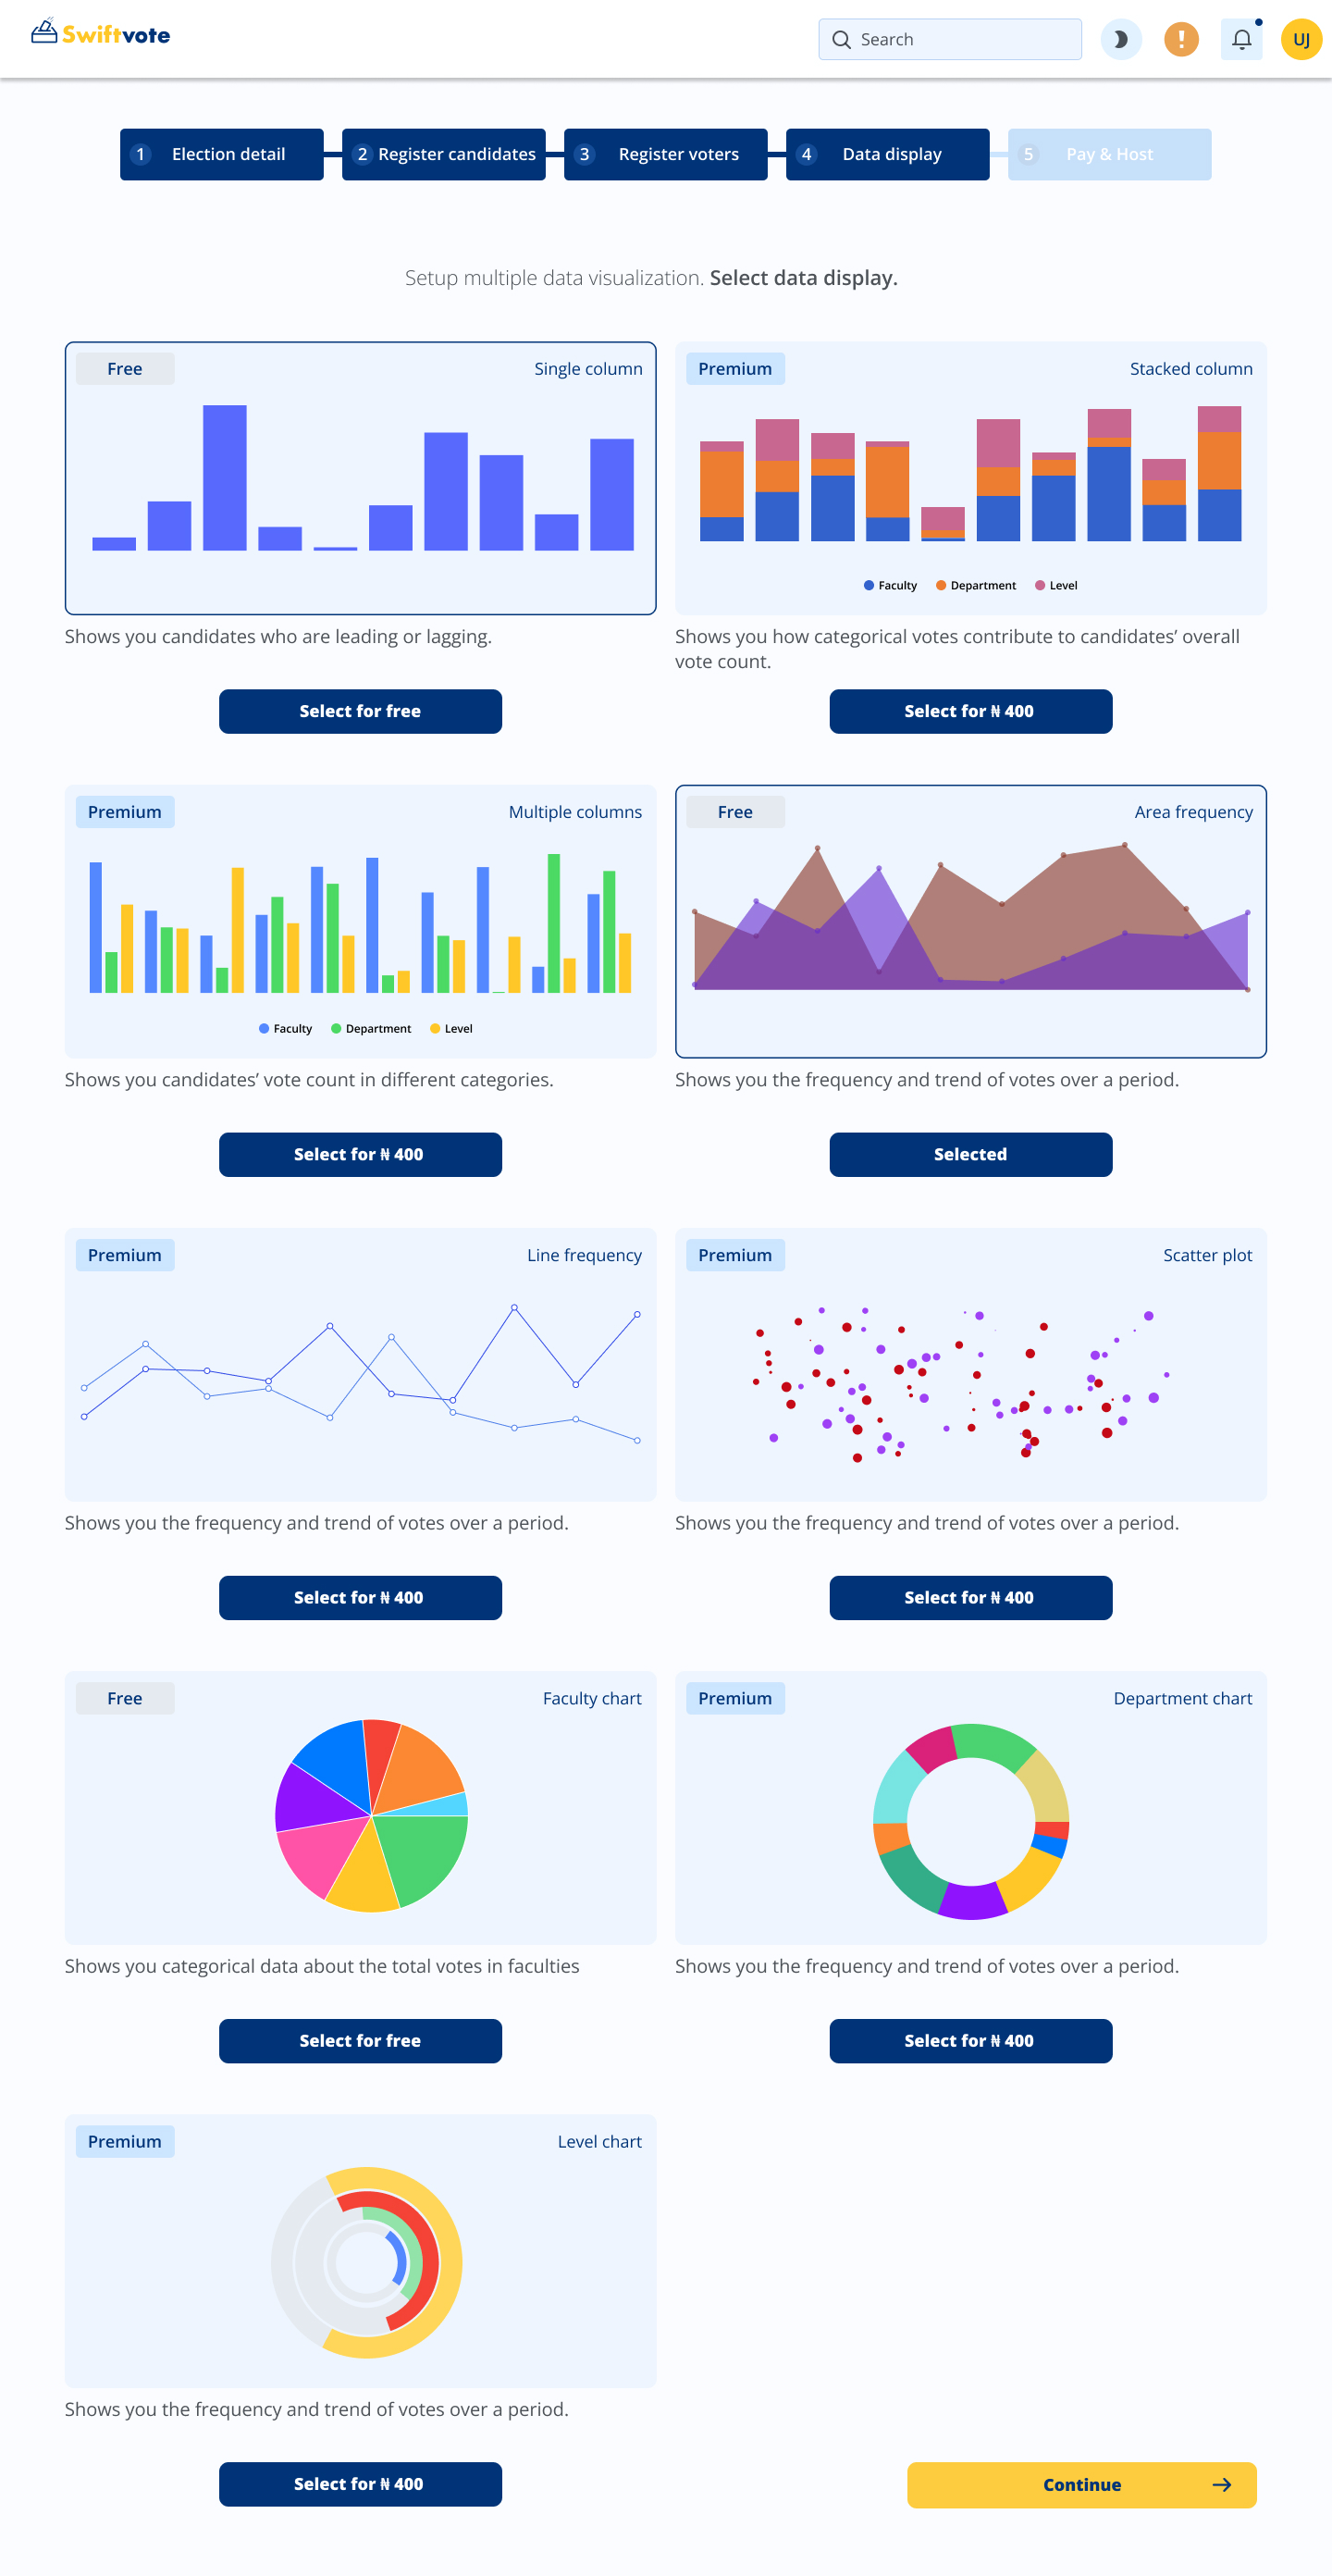 Swiftvote
Search
UJ
1 Election detail
2 Register candidates
3 Register voters
4 Data display
5 Pay & Host
Setup multiple data visualization. Select data display.
Free
Single column
Shows you candidates who are leading or lagging.
Select for free
Premium
Stacked column
Faculty
Department
Level
Shows you how categorical votes contribute to candidates’ overall
vote count.
Select for ₦ 400
Premium
Multiple columns
Faculty
Department
Level
Shows you candidates’ vote count in different categories.
Select for ₦ 400
Free
Area frequency
Shows you the frequency and trend of votes over a period.
Selected
Premium
Line frequency
Shows you the frequency and trend of votes over a period.
Select for ₦ 400
Premium
Scatter plot
Shows you the frequency and trend of votes over a period.
Select for ₦ 400
Free
Faculty chart
Shows you categorical data about the total votes in faculties
Select for free
Premium
Department chart
Shows you the frequency and trend of votes over a period.
Select for ₦ 400
Premium
Level chart
Shows you the frequency and trend of votes over a period.
Select for ₦ 400
Continue